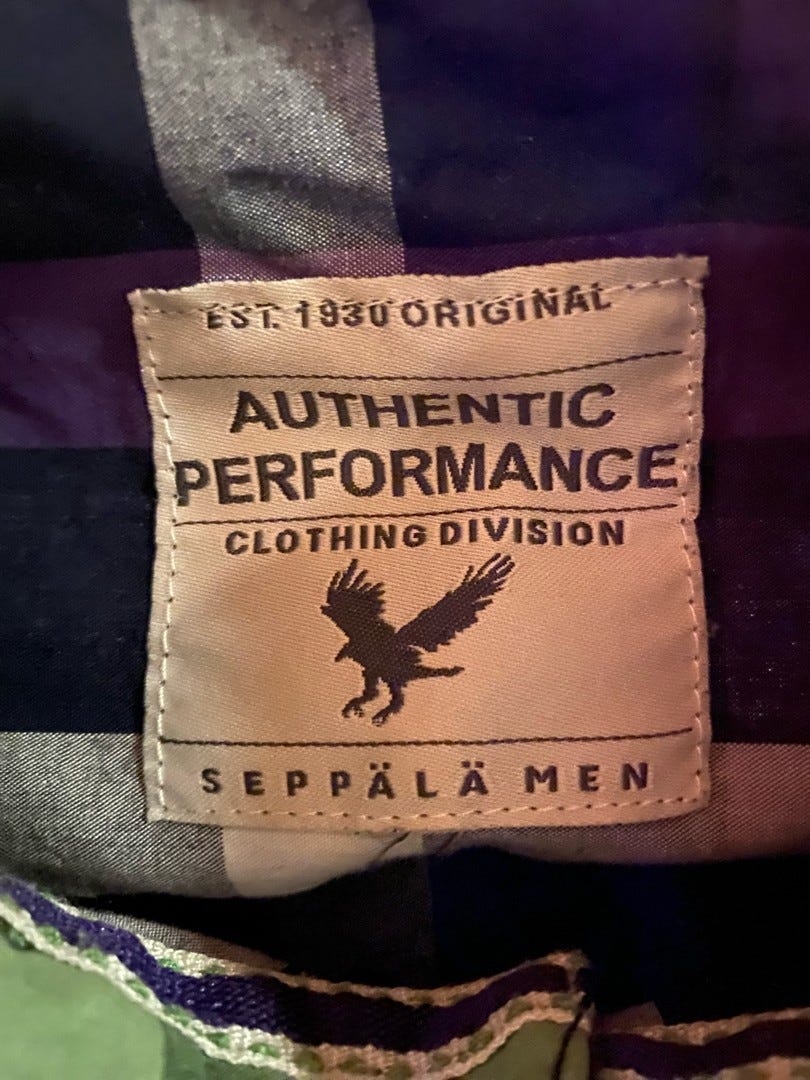 EST. 1930 ORIGINAL
AUTHENTIC
PERFORMANCE
CLOTHING DIVISION
SEPPÄLÄ MEN